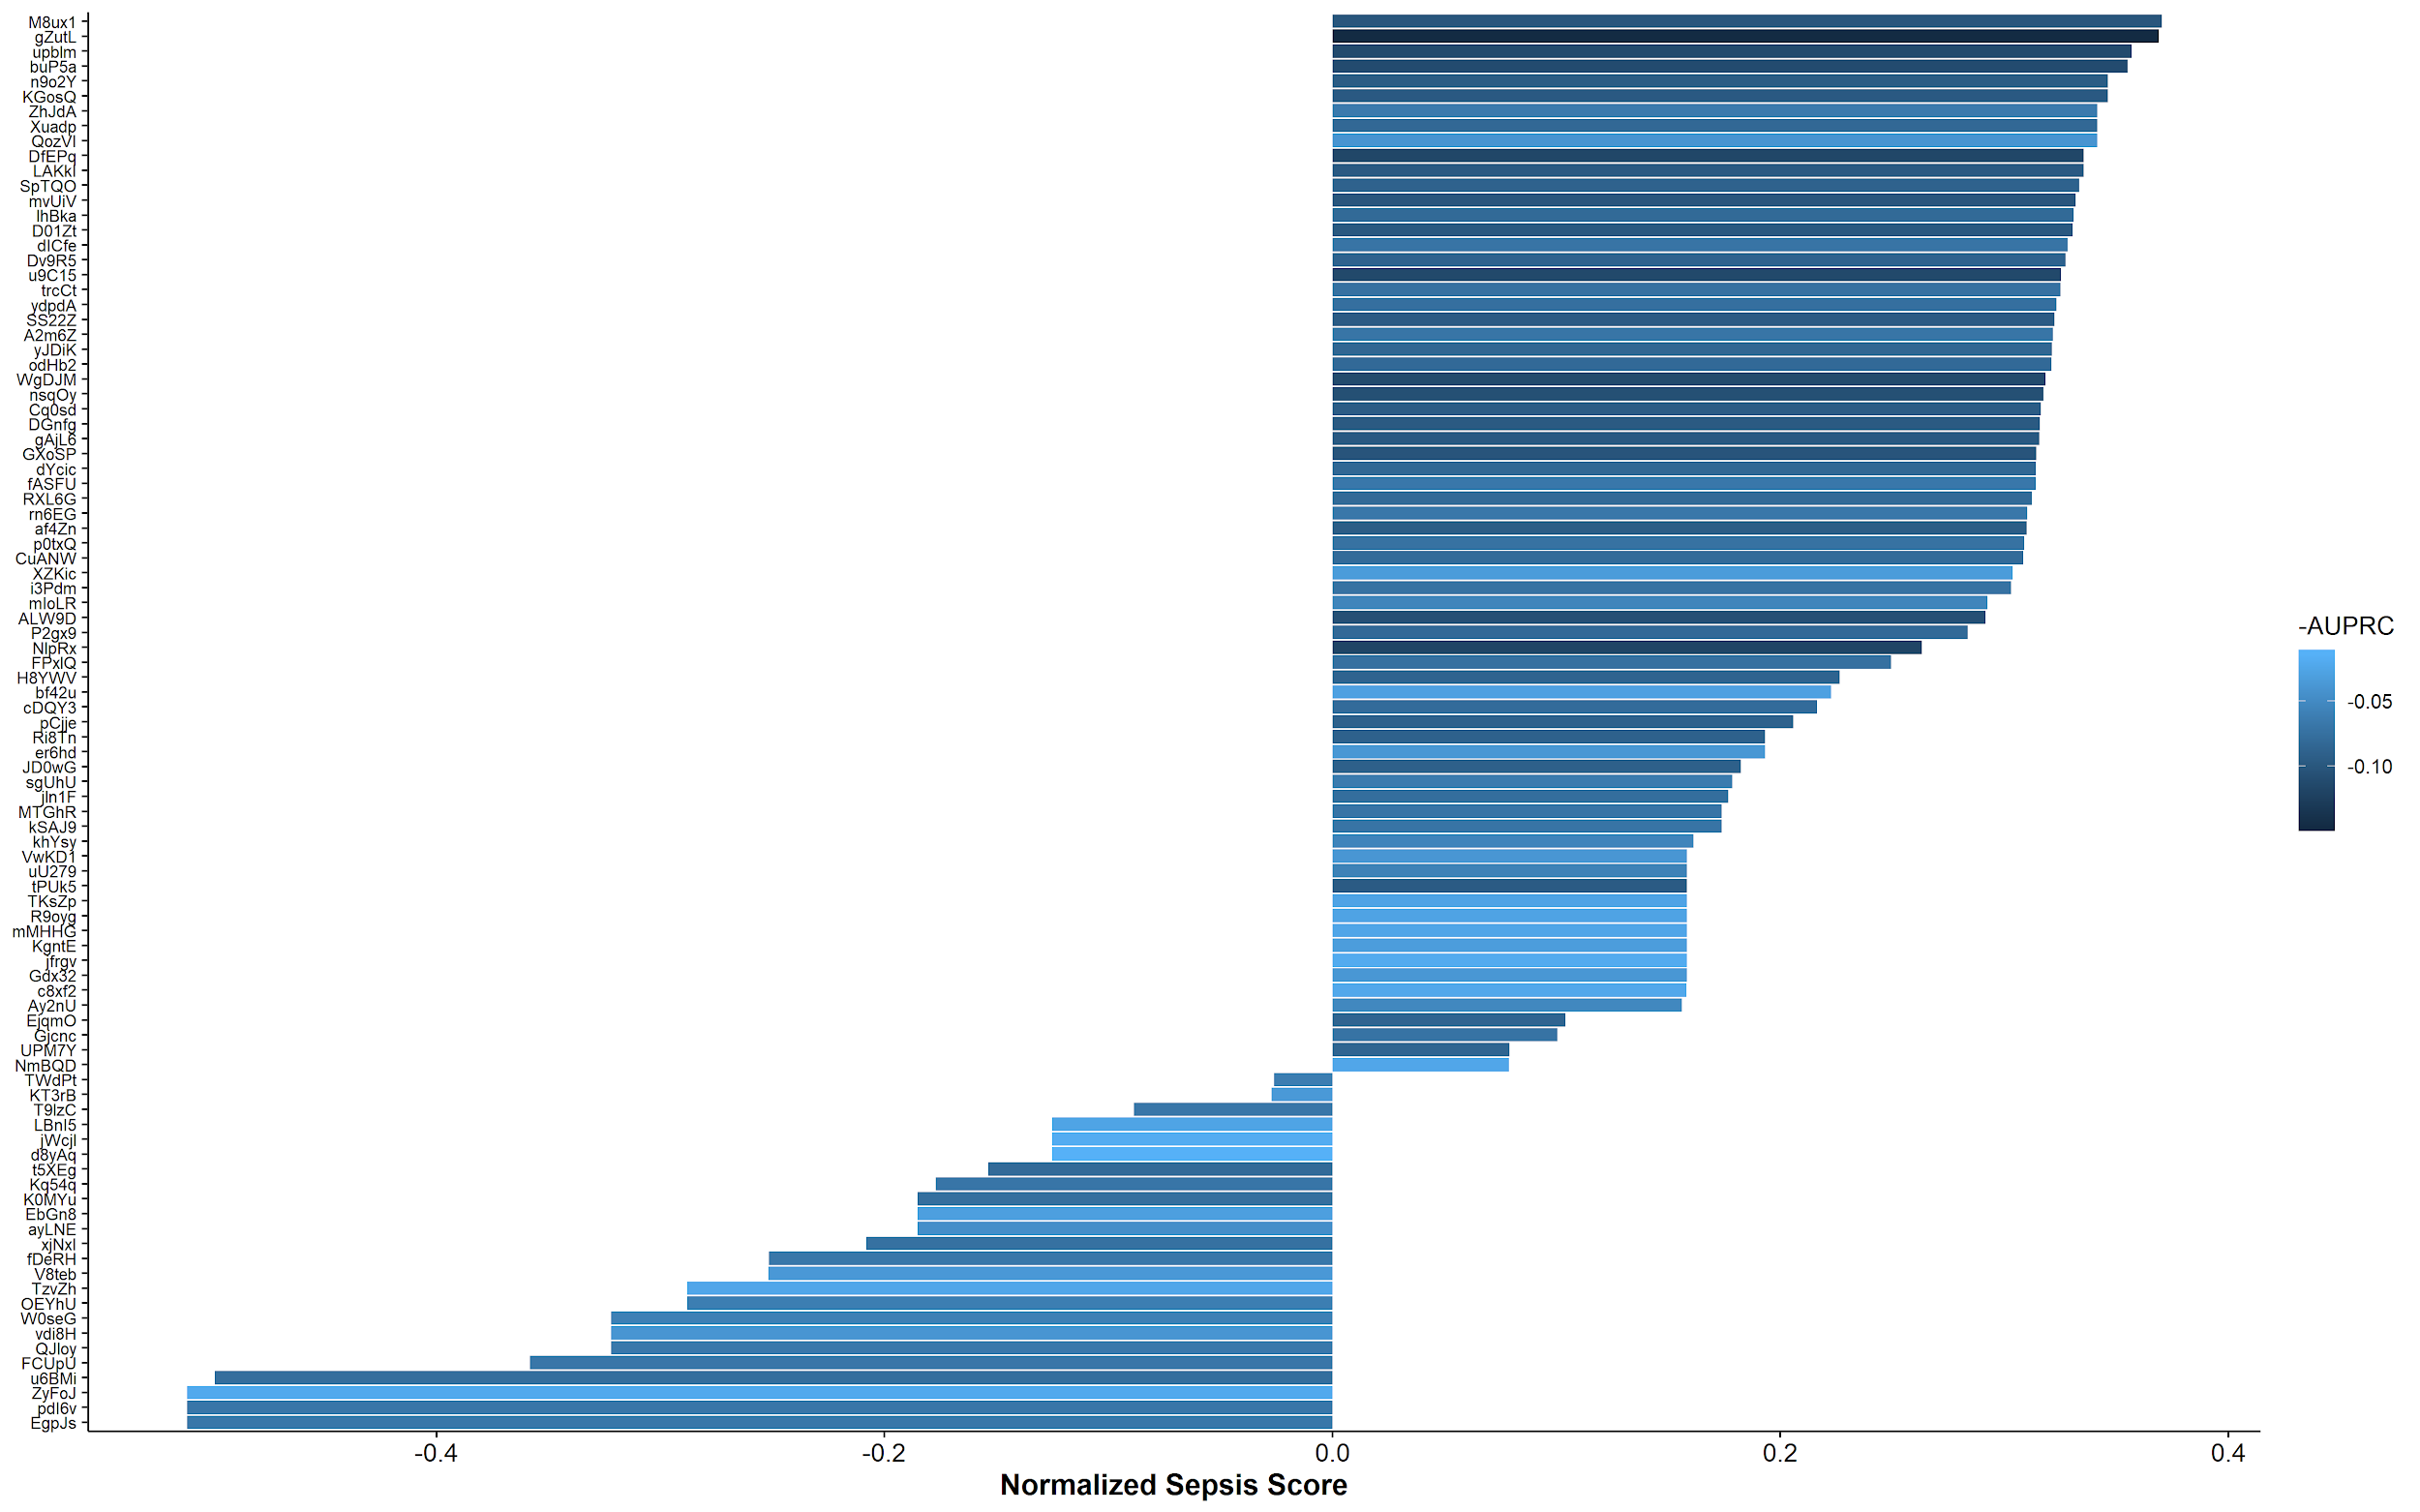 M8ux1
gZutL
upblm
buP5a
n9o2Y
KGosQ
ZhJdA
Xuadp
QozVl
DfEPq
LAKkl
SpTQO
mvUiV
lhBka
D01Zt
dlCfe
Dv9R5
u9C15
trcCt
ydpdA
SS22Z
A2m6Z
yJDiK
odHb2
WgDJM
nsqOy
Cq0sd
DGnfg
gAjL6
GXoSP
dYcic
fASFU
RXL6G
rn6EG
af4Zn
p0txQ
CuANW
XZKic
i3Pdm
mloLR
ALW9D
P2gx9
NlpRx
FPxlQ
H8YWV
bf42u
cDQY3
pCjje
Ri8Tn
er6hd
JD0wG
sgUhU
jln1F
MTGhR
kSAJ9
khYsy
VwKD1
uU279
tPUk5
TKsZp
R9oyg
mMHHG
KgntE
jfrgv
Gdx32
c8xf2
Ay2nU
EjqmO
Gjcnc
UPM7Y
NmBQD
TWdPt
KT3rB
T9lzC
LBnI5
jWcjl
d8yAq
t5XEg
Kq54q
K0MYu
EbGn8
ayLNE
xjNxl
fDeRH
V8teb
TzvZh
OEYhU
W0seG
vdi8H
QJloy
FCUpU
u6BMi
ZyFoJ
pdI6v
EgpJs
-0.4 -0.2 0.0 0.2 0.4
Normalized Sepsis Score
-AUPRC
-0.05
-0.10